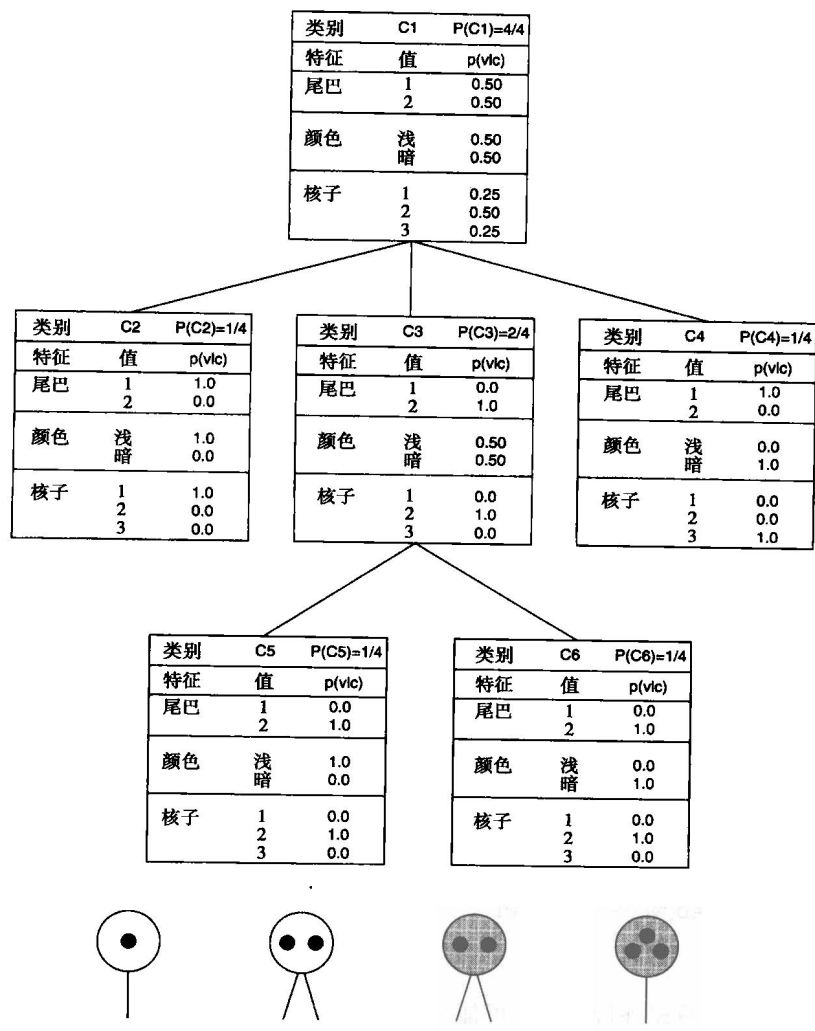 类别 C1 P(C1)=4/4
特征 值 p(vlc)
尾巴 1 0.50
2 0.50
颜色 浅 0.50
暗 0.50
核子 1 0.25
2 0.50
3 0.25
类别 C2 P(C2)=1/4
特征 值 p(vlc)
尾巴 1 1.0
2 0.0
颜色 浅 1.0
暗 0.0
核子 1 1.0
2 0.0
3 0.0
类别 C3 P(C3)=2/4
特征 值 p(vlc)
尾巴 1 0.0
2 1.0
颜色 浅 0.50
暗 0.50
核子 1 0.0
2 1.0
3 0.0
类别 C4 P(C4)=1/4
特征 值 p(vlc)
尾巴 1 1.0
2 0.0
颜色 浅 0.0
暗 1.0
核子 1 0.0
2 0.0
3 1.0
类别 C5 P(C5)=1/4
特征 值 p(vlc)
尾巴 1 0.0
2 1.0
颜色 浅 1.0
暗 0.0
核子 1 0.0
2 1.0
3 0.0
类别 C6 P(C6)=1/4
特征 值 p(vlc)
尾巴 1 0.0
2 1.0
颜色 浅 0.0
暗 1.0
核子 1 0.0
2 1.0
3 0.0